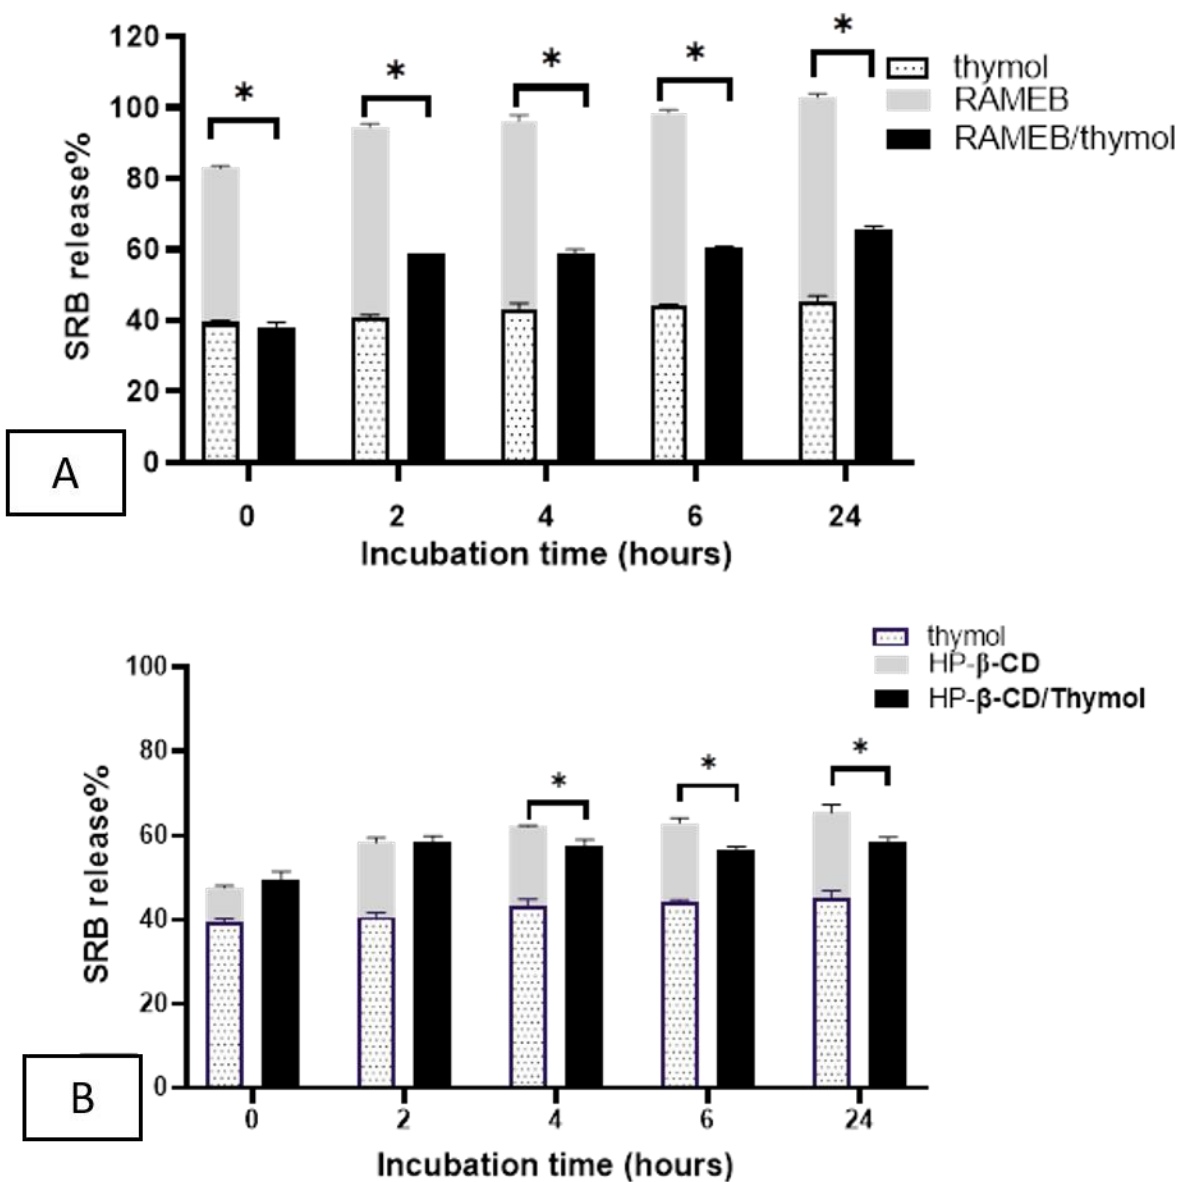 120
100
80
60
40
20
0
SRB release%
*
*
*
*
*
thymol
RAMEB
RAMEB/thymol
A
0 2 4 6 24
Incubation time (hours)
thymol
HP-β-CD
HP-β-CD/Thymol
100
80
60
40
20
0
SRB release%
*
*
*
B
0 2 4 6 24
Incubation time (hours)